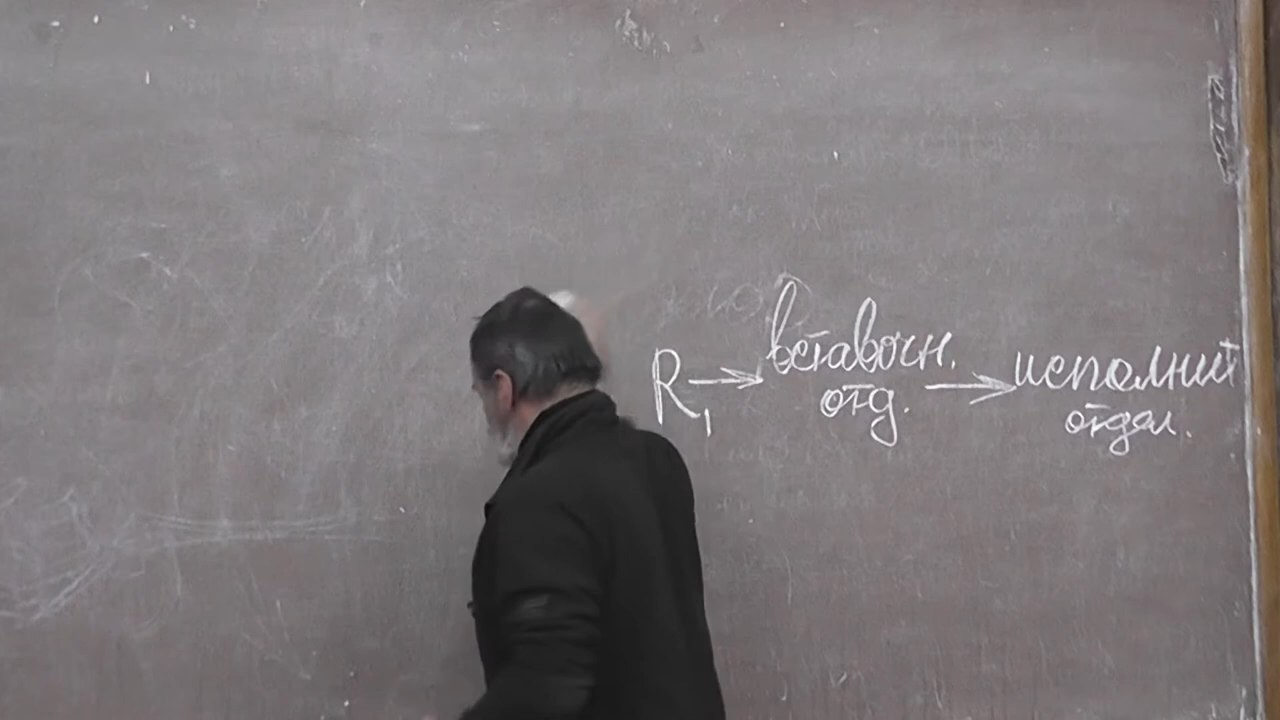 R₁ → вставочн. → исполнит
отд. отдел.